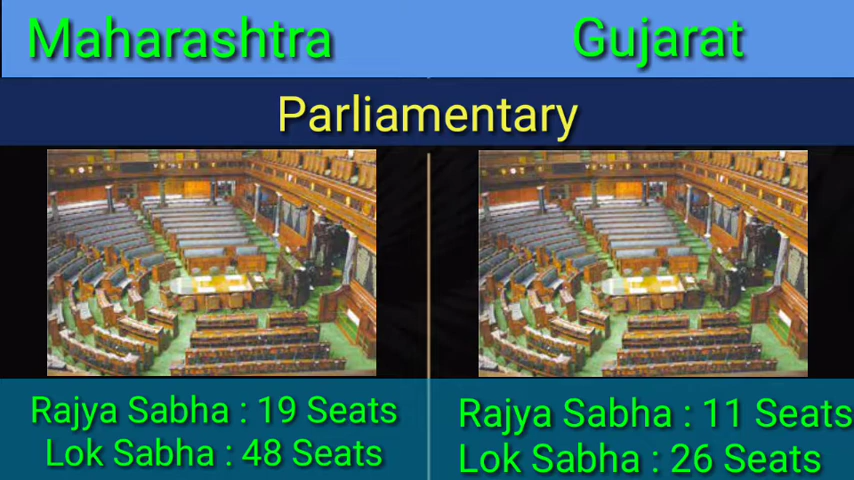 Maharashtra
Gujarat
Parliamentary
Rajya Sabha : 19 Seats
Lok Sabha : 48 Seats
Rajya Sabha : 11 Seats
Lok Sabha : 26 Seats